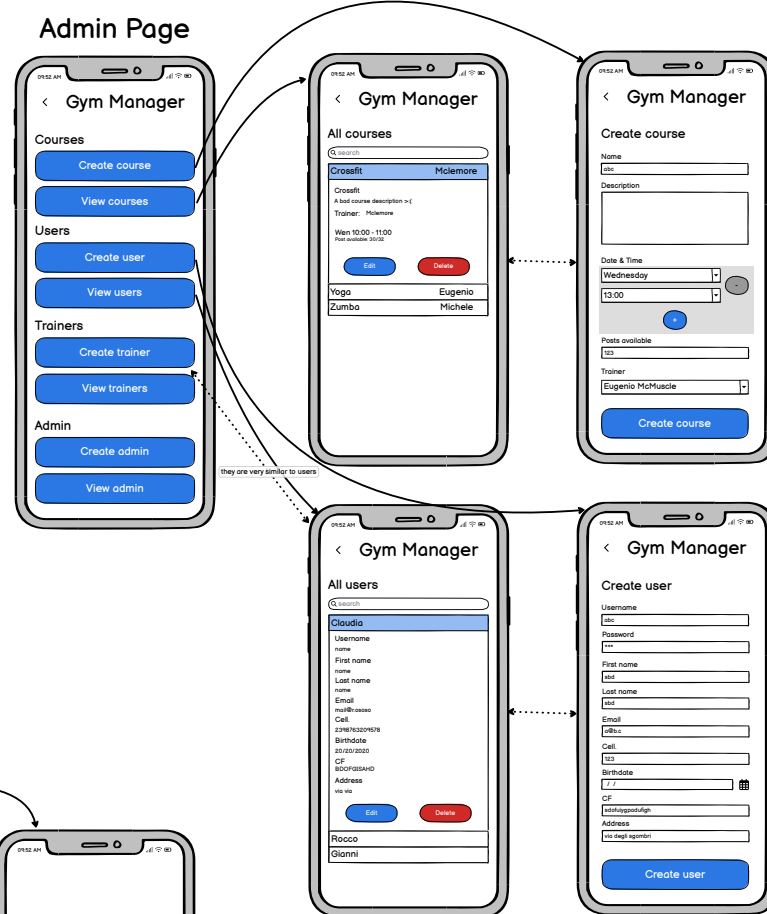 Admin Page
09:52 AM
< Gym Manager
Courses
Create course
View courses
Users
Create user
View users
Trainers
Create trainer
View trainers
Admin
Create admin
View admin
09:52 AM
< Gym Manager
All courses
search
Crossfit Mclemore
Crossfit
A bad course description >:(
Trainer: Mclemore
Wen 10:00 - 11:00
Post available: 30/32
Edit Delete
Yoga Eugenio
Zumba Michele
09:52 AM
< Gym Manager
Create course
Name
abc
Description
Date & Time
Wednesday
-
13:00
+
Posts available
123
Trainer
Eugenio McMuscle
Create course
they are very similar to users
09:52 AM
< Gym Manager
All users
search
Claudia
Username
name
First name
name
Last name
name
Email
Cell.
2398763209578
Birthdate
20/20/2020
CF
BDOFGISAHD
Address
via via
Edit Delete
Rocco
Gianni
09:52 AM
< Gym Manager
Create user
Username
abc
Password
***
First name
abd
Last name
abd
Email
a@b.c
Cell.
123
Birthdate
/ /
CF
Address
via degli sgombri
Create user
09:52 AM